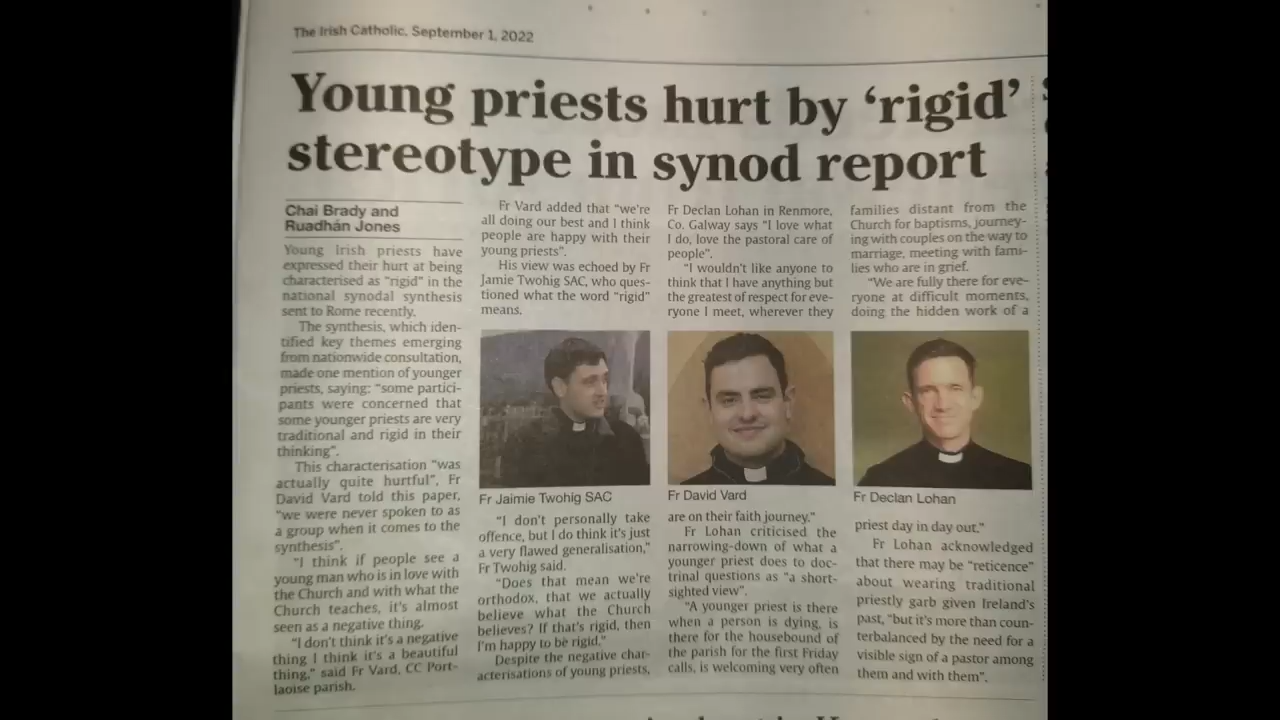 The Irish Catholic, September 1, 2022
Young priests hurt by ‘rigid’
stereotype in synod report
Chai Brady and
Ruadhán Jones
Young Irish priests have
expressed their hurt at being
characterised as “rigid” in the
national synodal synthesis
sent to Rome recently.
The synthesis, which iden-
tified key themes emerging
from nationwide consultation,
made one mention of younger
priests, saying: “some partici-
pants were concerned that
some younger priests are very
traditional and rigid in their
thinking”.
This characterisation “was
actually quite hurtful”, Fr
David Vard told this paper,
“we were never spoken to as
a group when it comes to the
synthesis”.
“I think if people see a
young man who is in love with
the Church and with what the
Church teaches, it's almost
seen as a negative thing.
“I don't think it's a negative
thing I think it's a beautiful
thing,” said Fr Vard, CC Port-
laoise parish.
Fr Vard added that “we're
all doing our best and I think
people are happy with their
young priests”.
His view was echoed by Fr
Jamie Twohig SAC, who ques-
tioned what the word “rigid”
means.
Fr Jaimie Twohig SAC
“I don't personally take
offence, but I do think it's just
a very flawed generalisation,”
Fr Twohig said.
“Does that mean we're
orthodox, that we actually
believe what the Church
believes? If that's rigid, then
I'm happy to be rigid.”
Despite the negative char-
acterisations of young priests,
Fr Declan Lohan in Renmore,
Co. Galway says “I love what
I do, love the pastoral care of
people”.
“I wouldn't like anyone to
think that I have anything but
the greatest of respect for eve-
ryone I meet, wherever they
Fr David Vard
are on their faith journey.”
Fr Lohan criticised the
narrowing-down of what a
younger priest does to doc-
trinal questions as “a short-
sighted view”.
“A younger priest is there
when a person is dying, is
there for the housebound of
the parish for the first Friday
calls, is welcoming very often
families distant from the
Church for baptisms, journey-
ing with couples on the way to
marriage, meeting with fami-
lies who are in grief.
“We are fully there for eve-
ryone at difficult moments,
doing the hidden work of a
Fr Declan Lohan
priest day in day out.”
Fr Lohan acknowledged
that there may be “reticence”
about wearing traditional
priestly garb given Ireland's
past, “but it's more than coun-
terbalanced by the need for a
visible sign of a pastor among
them and with them”.